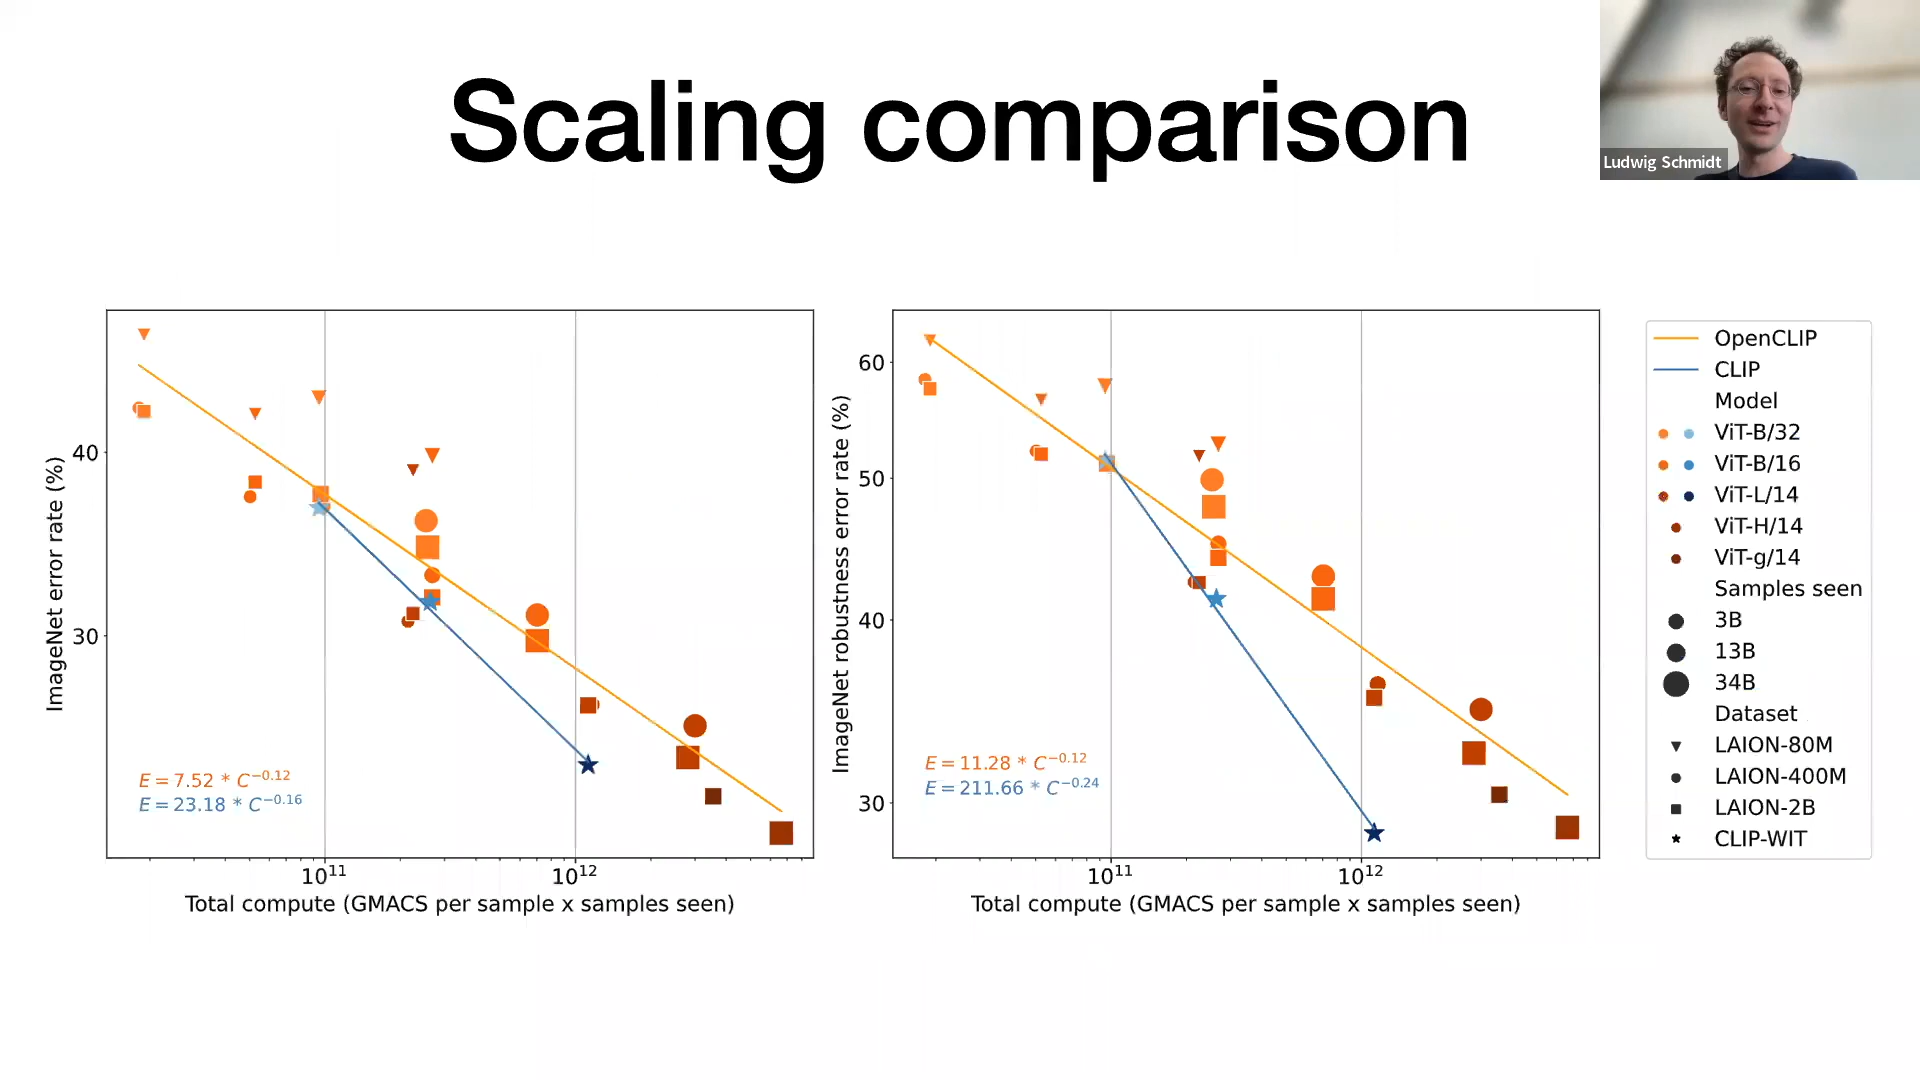 Scaling comparison
Ludwig Schmidt
ImageNet error rate (%)
40
30
E = 7.52 * C^−0.12
E = 23.18 * C^−0.16
10^11
10^12
Total compute (GMACS per sample x samples seen)
ImageNet robustness error rate (%)
60
50
40
30
E = 11.28 * C^−0.12
E = 211.66 * C^−0.24
10^11
10^12
Total compute (GMACS per sample x samples seen)
OpenCLIP
CLIP
Model
ViT-B/32
ViT-B/16
ViT-L/14
ViT-H/14
ViT-g/14
Samples seen
3B
13B
34B
Dataset
LAION-80M
LAION-400M
LAION-2B
CLIP-WIT